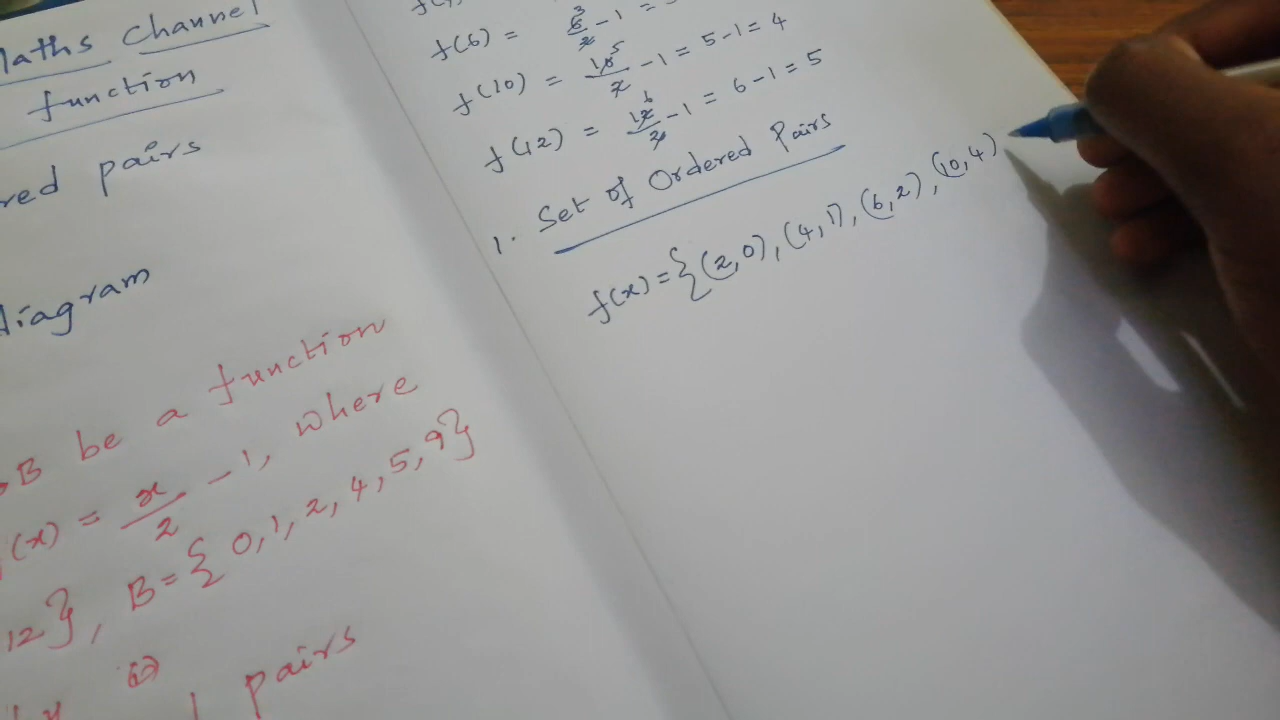 Maths Channel
function
red pairs
diagram
B be a function
(x) = x/2 - 1, where
12}, B = {0, 1, 2, 4, 5, 9}
(i)
pairs
f(6) = 6/2 - 1 =
f(10) = 10/2 - 1 = 5 - 1 = 4
f(12) = 12/2 - 1 = 6 - 1 = 5
1. Set of Ordered Pairs
f(x) = {(2,0), (4,1), (6,2), (10,4)